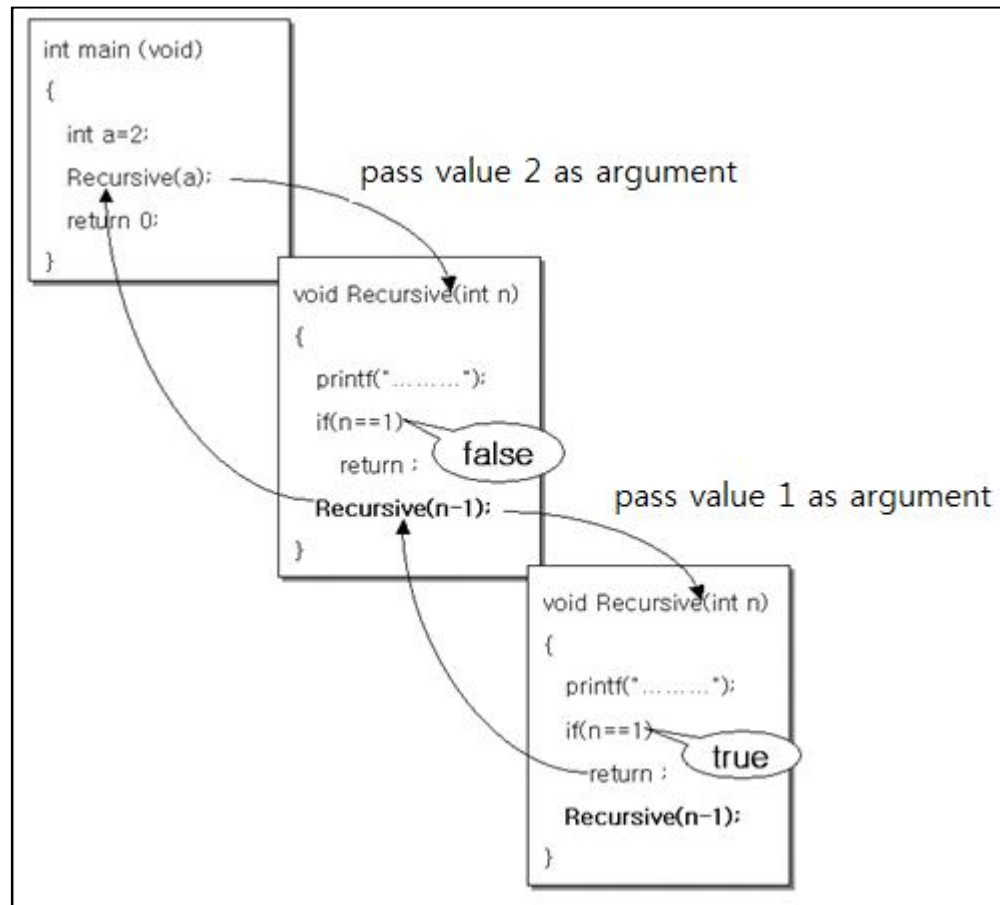 int main (void)
{
int a=2;
Recursive(a);
return 0;
}
pass value 2 as argument
void Recursive(int n)
{
printf(".........");
if(n==1)
false
return ;
Recursive(n-1);
}
pass value 1 as argument
void Recursive(int n)
{
printf(".........");
if(n==1)
true
return ;
Recursive(n-1);
}